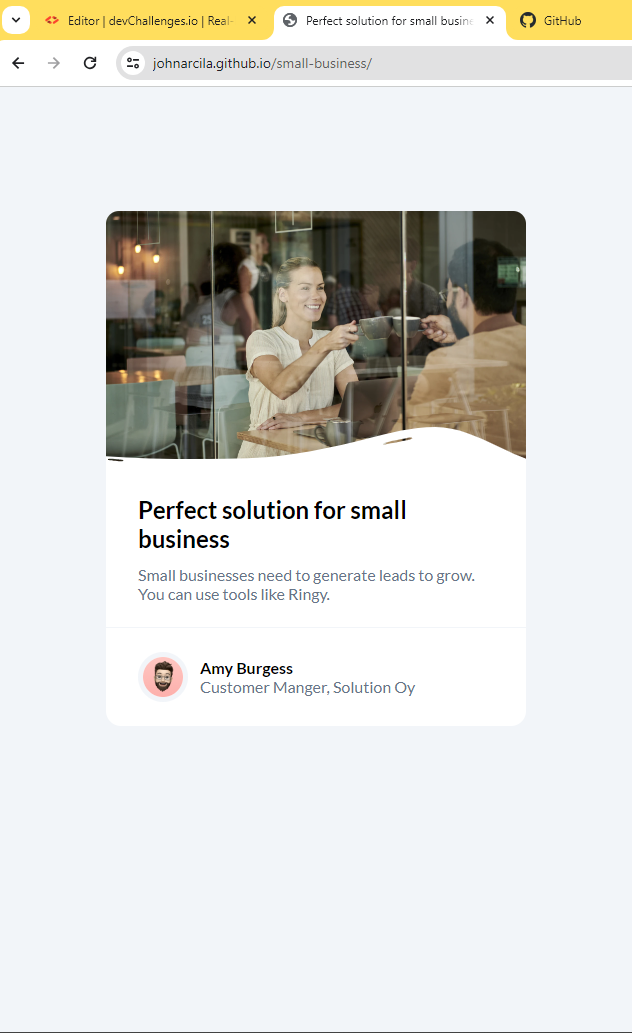 Editor | devChallenges.io | Real-
Perfect solution for small busine
GitHub
johnarcila.github.io/small-business/
Perfect solution for small
business
Small businesses need to generate leads to grow.
You can use tools like Ringy.
Amy Burgess
Customer Manger, Solution Oy